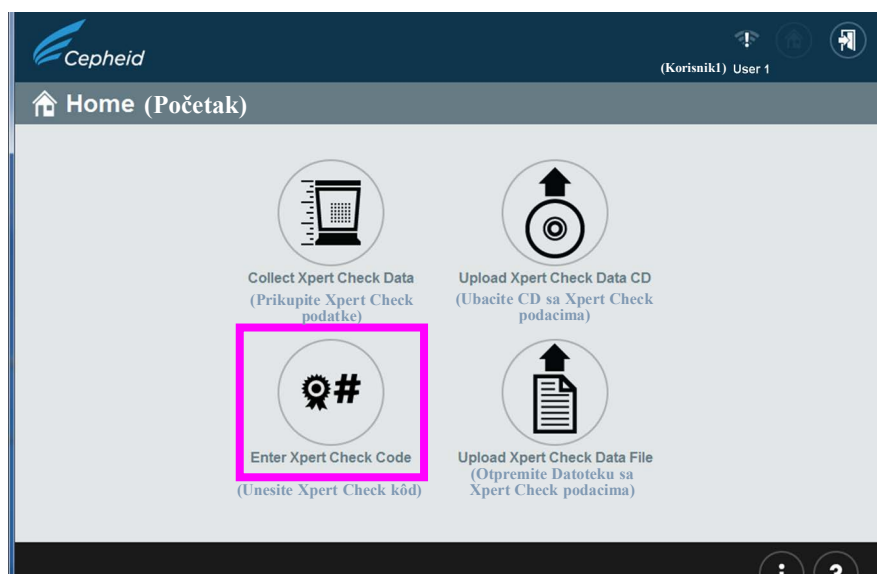 Cepheid
(Korisnik1) User 1
Home (Početak)
Collect Xpert Check Data
(Prikupite Xpert Check
podatke)
Upload Xpert Check Data CD
(Ubacite CD sa Xpert Check
podacima)
#
Enter Xpert Check Code
(Unesite Xpert Check kôd)
Upload Xpert Check Data File
(Otpremite Datoteku sa
Xpert Check podacima)
i ?